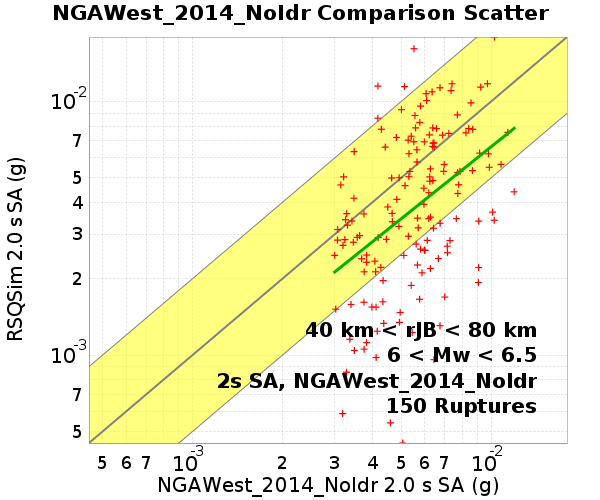 NGAWest_2014_NoIdr Comparison Scatter
RSQSim 2.0 s SA (g)
10-2
7
5
4
3
2
10-3
7
5
40 km < rJB < 80 km
6 < Mw < 6.5
2s SA, NGAWest_2014_NoIdr
150 Ruptures
5 6 7 10-3 2 3 4 5 6 7 10-2
NGAWest_2014_NoIdr 2.0 s SA (g)